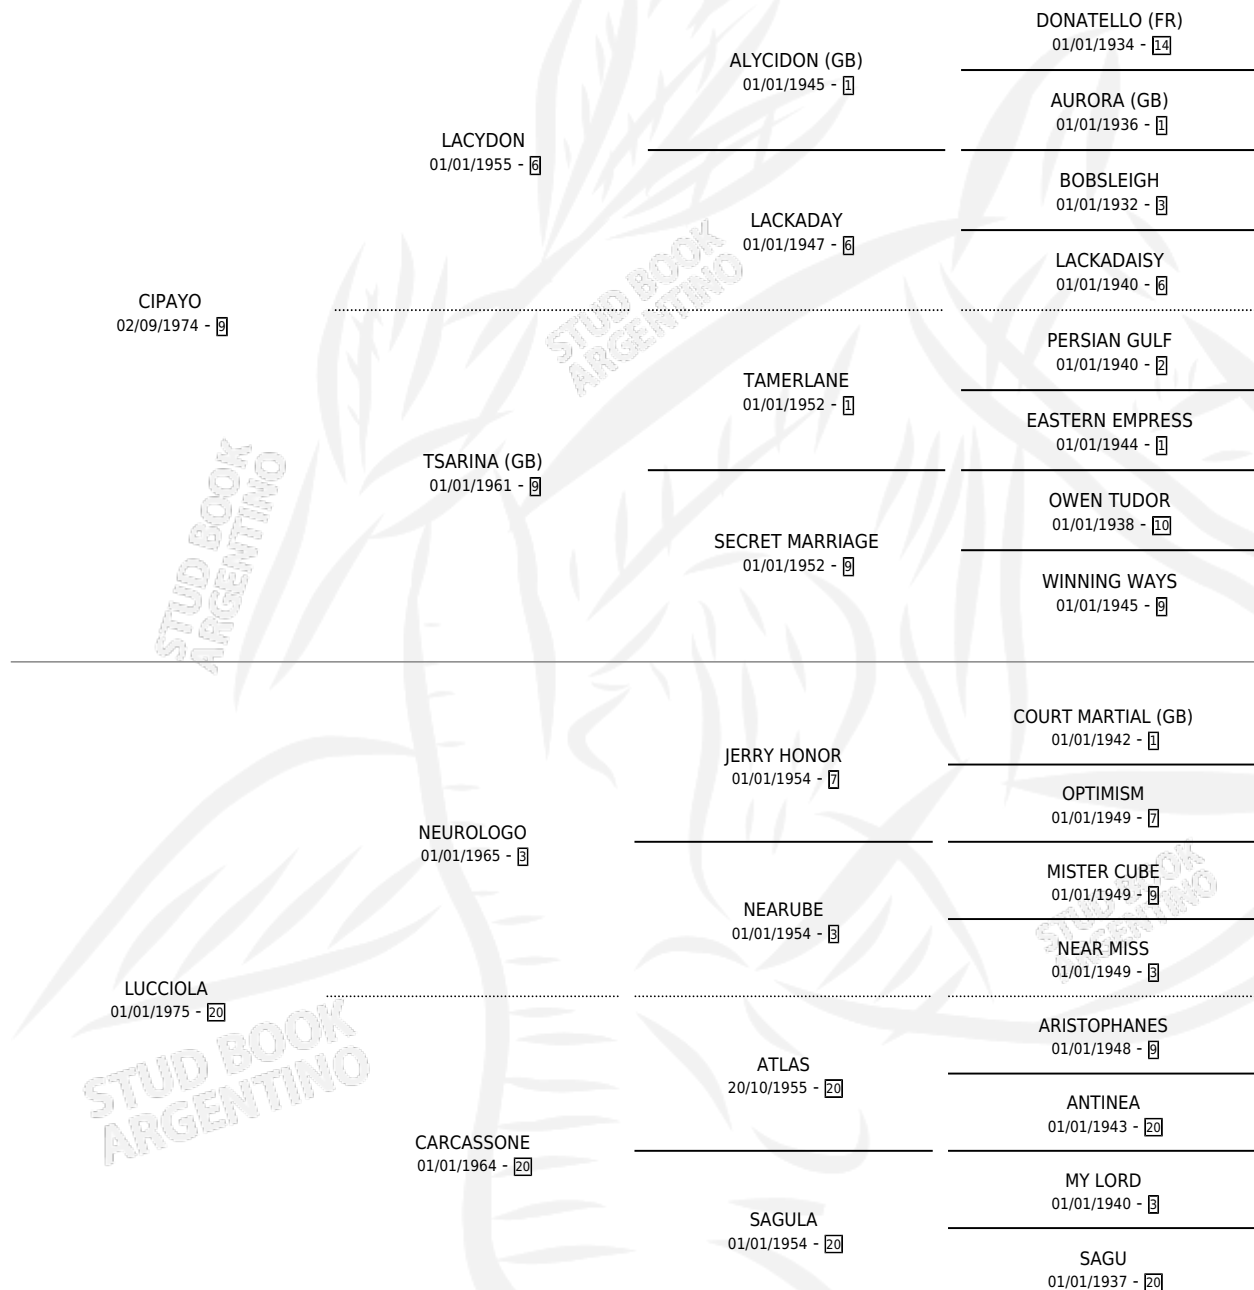 DONATELLO (FR)
01/01/1934 - 14
ALYCIDON (GB)
01/01/1945 - 1
AURORA (GB)
01/01/1936 - 1
LACYDON
01/01/1955 - 6
BOBSLEIGH
01/01/1932 - 3
LACKADAY
01/01/1947 - 6
LACKADAISY
01/01/1940 - 6
CIPAYO
02/09/1974 - 9
PERSIAN GULF
01/01/1940 - 2
TAMERLANE
01/01/1952 - 1
EASTERN EMPRESS
01/01/1944 - 1
TSARINA (GB)
01/01/1961 - 9
OWEN TUDOR
01/01/1938 - 10
SECRET MARRIAGE
01/01/1952 - 9
WINNING WAYS
01/01/1945 - 9
COURT MARTIAL (GB)
01/01/1942 - 1
JERRY HONOR
01/01/1954 - 7
OPTIMISM
01/01/1949 - 7
NEUROLOGO
01/01/1965 - 3
MISTER CUBE
01/01/1949 - 9
NEARUBE
01/01/1954 - 3
NEAR MISS
01/01/1949 - 3
LUCCIOLA
01/01/1975 - 20
ARISTOPHANES
01/01/1948 - 9
ATLAS
20/10/1955 - 20
ANTINEA
01/01/1943 - 20
CARCASSONE
01/01/1964 - 20
MY LORD
01/01/1940 - 3
SAGULA
01/01/1954 - 20
SAGU
01/01/1937 - 20
STUD BOOK
ARGENTINO
STUD BOOK
ARGENTINO
STUD BOOK
ARGENTINO
STUD BOOK
ARGENTINO